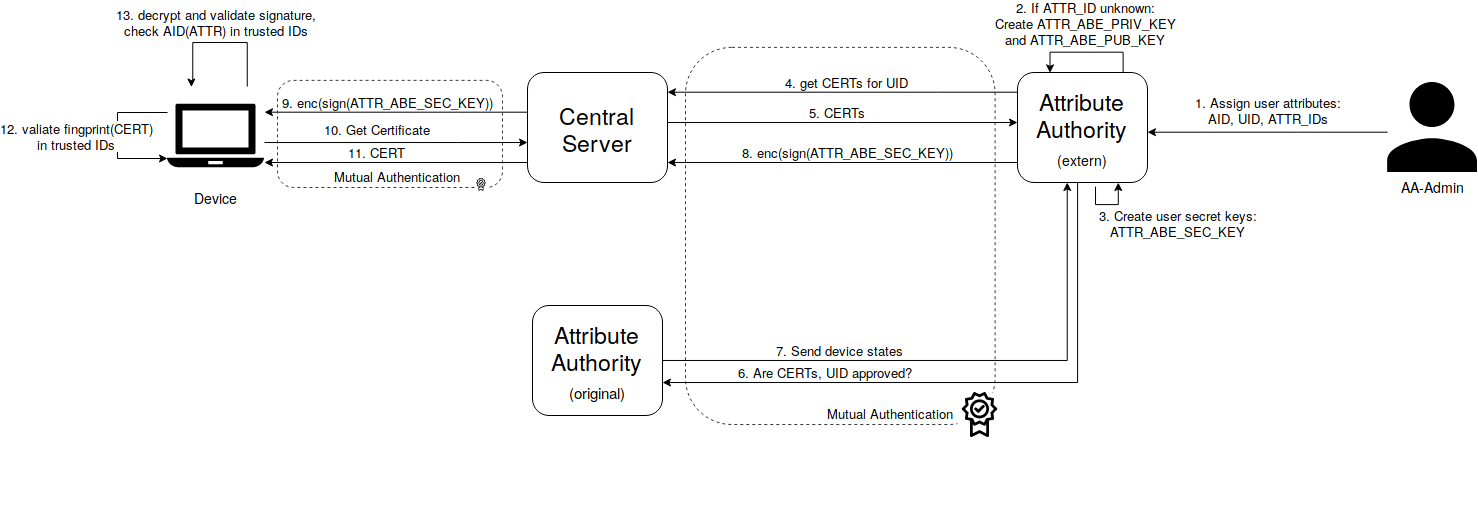 13. decrypt and validate signature,
check AID(ATTR) in trusted IDs
2. If ATTR_ID unknown:
Create ATTR_ABE_PRIV_KEY
and ATTR_ABE_PUB_KEY
9. enc(sign(ATTR_ABE_SEC_KEY))
10. Get Certificate
11. CERT
Mutual Authentication
12. valiate fingprint(CERT)
in trusted IDs
Device
Central
Server
4. get CERTs for UID
5. CERTs
8. enc(sign(ATTR_ABE_SEC_KEY))
Attribute
Authority
(extern)
1. Assign user attributes:
AID, UID, ATTR_IDs
AA-Admin
3. Create user secret keys:
ATTR_ABE_SEC_KEY
Attribute
Authority
(original)
7. Send device states
6. Are CERTs, UID approved?
Mutual Authentication